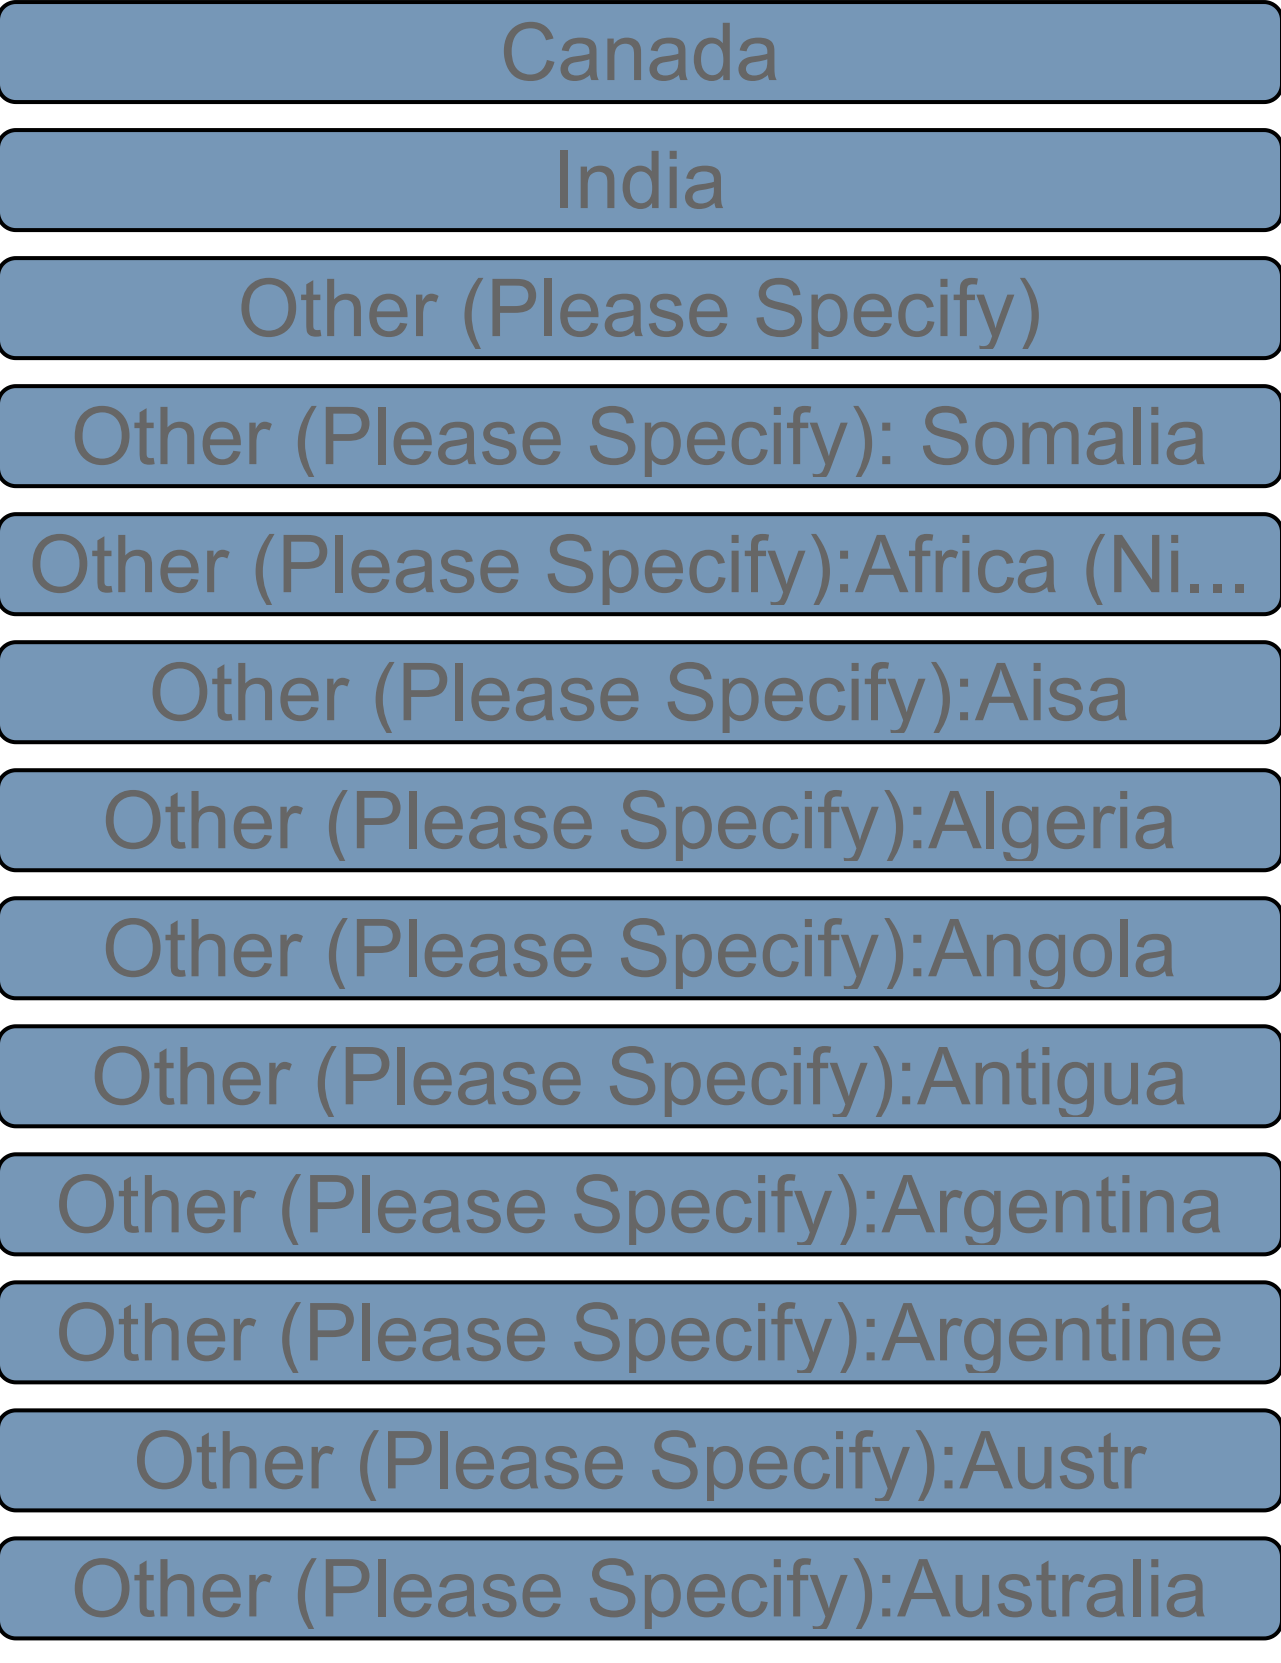 Canada
India
Other (Please Specify)
Other (Please Specify): Somalia
Other (Please Specify):Africa (Ni...
Other (Please Specify):Aisa
Other (Please Specify):Algeria
Other (Please Specify):Angola
Other (Please Specify):Antigua
Other (Please Specify):Argentina
Other (Please Specify):Argentine
Other (Please Specify):Austr
Other (Please Specify):Australia